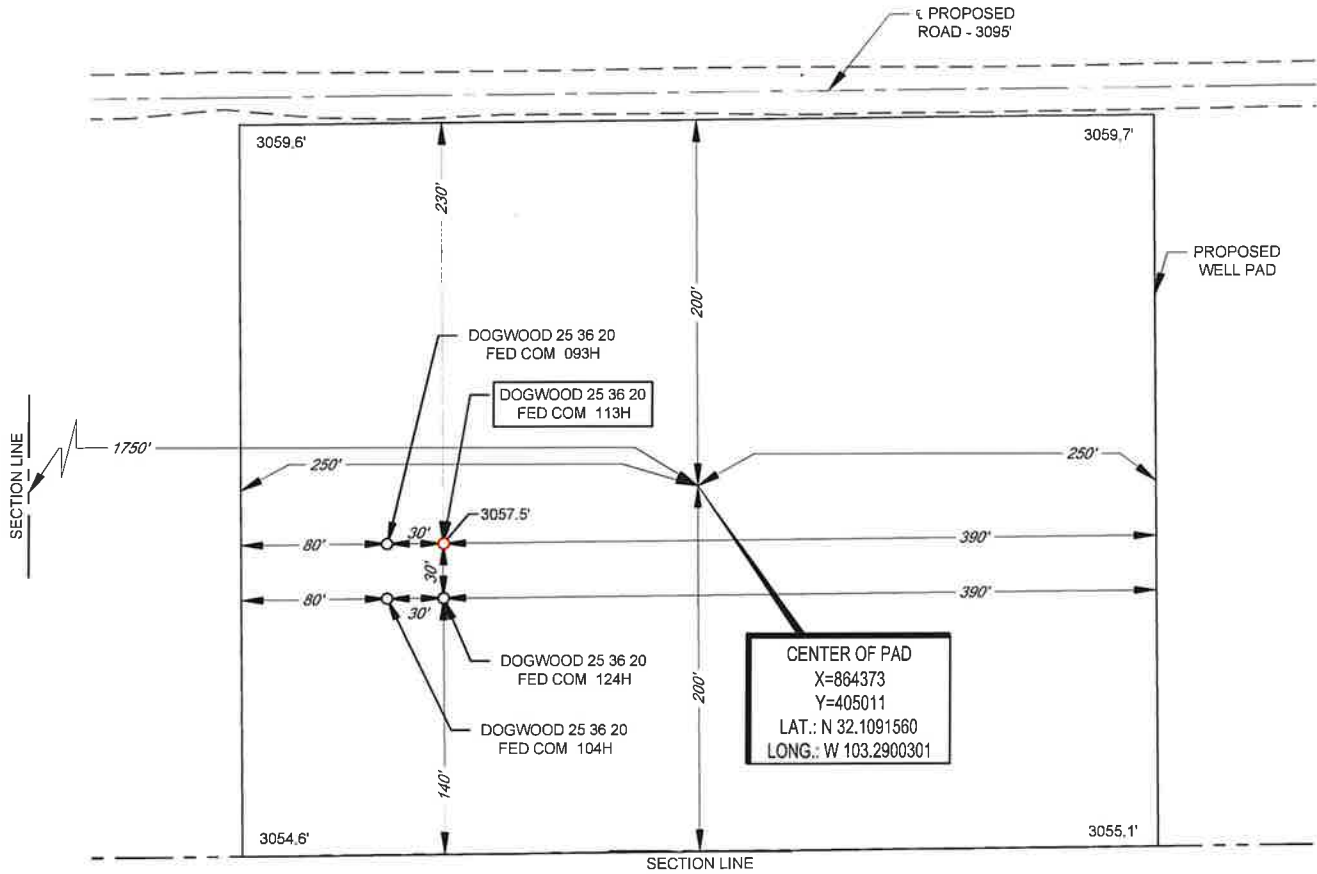 ℄ PROPOSED
ROAD - 3095'
3059.6'
3059.7'
230'
200'
PROPOSED
WELL PAD
DOGWOOD 25 36 20
FED COM 093H
DOGWOOD 25 36 20
FED COM 113H
SECTION LINE
1750'
250'
250'
3057.5'
80'
30'
390'
30'
80'
30'
390'
DOGWOOD 25 36 20
FED COM 124H
DOGWOOD 25 36 20
FED COM 104H
140'
200'
CENTER OF PAD
X=864373
Y=405011
LAT.: N 32.1091560
LONG.: W 103.2900301
3054.6'
3055.1'
SECTION LINE